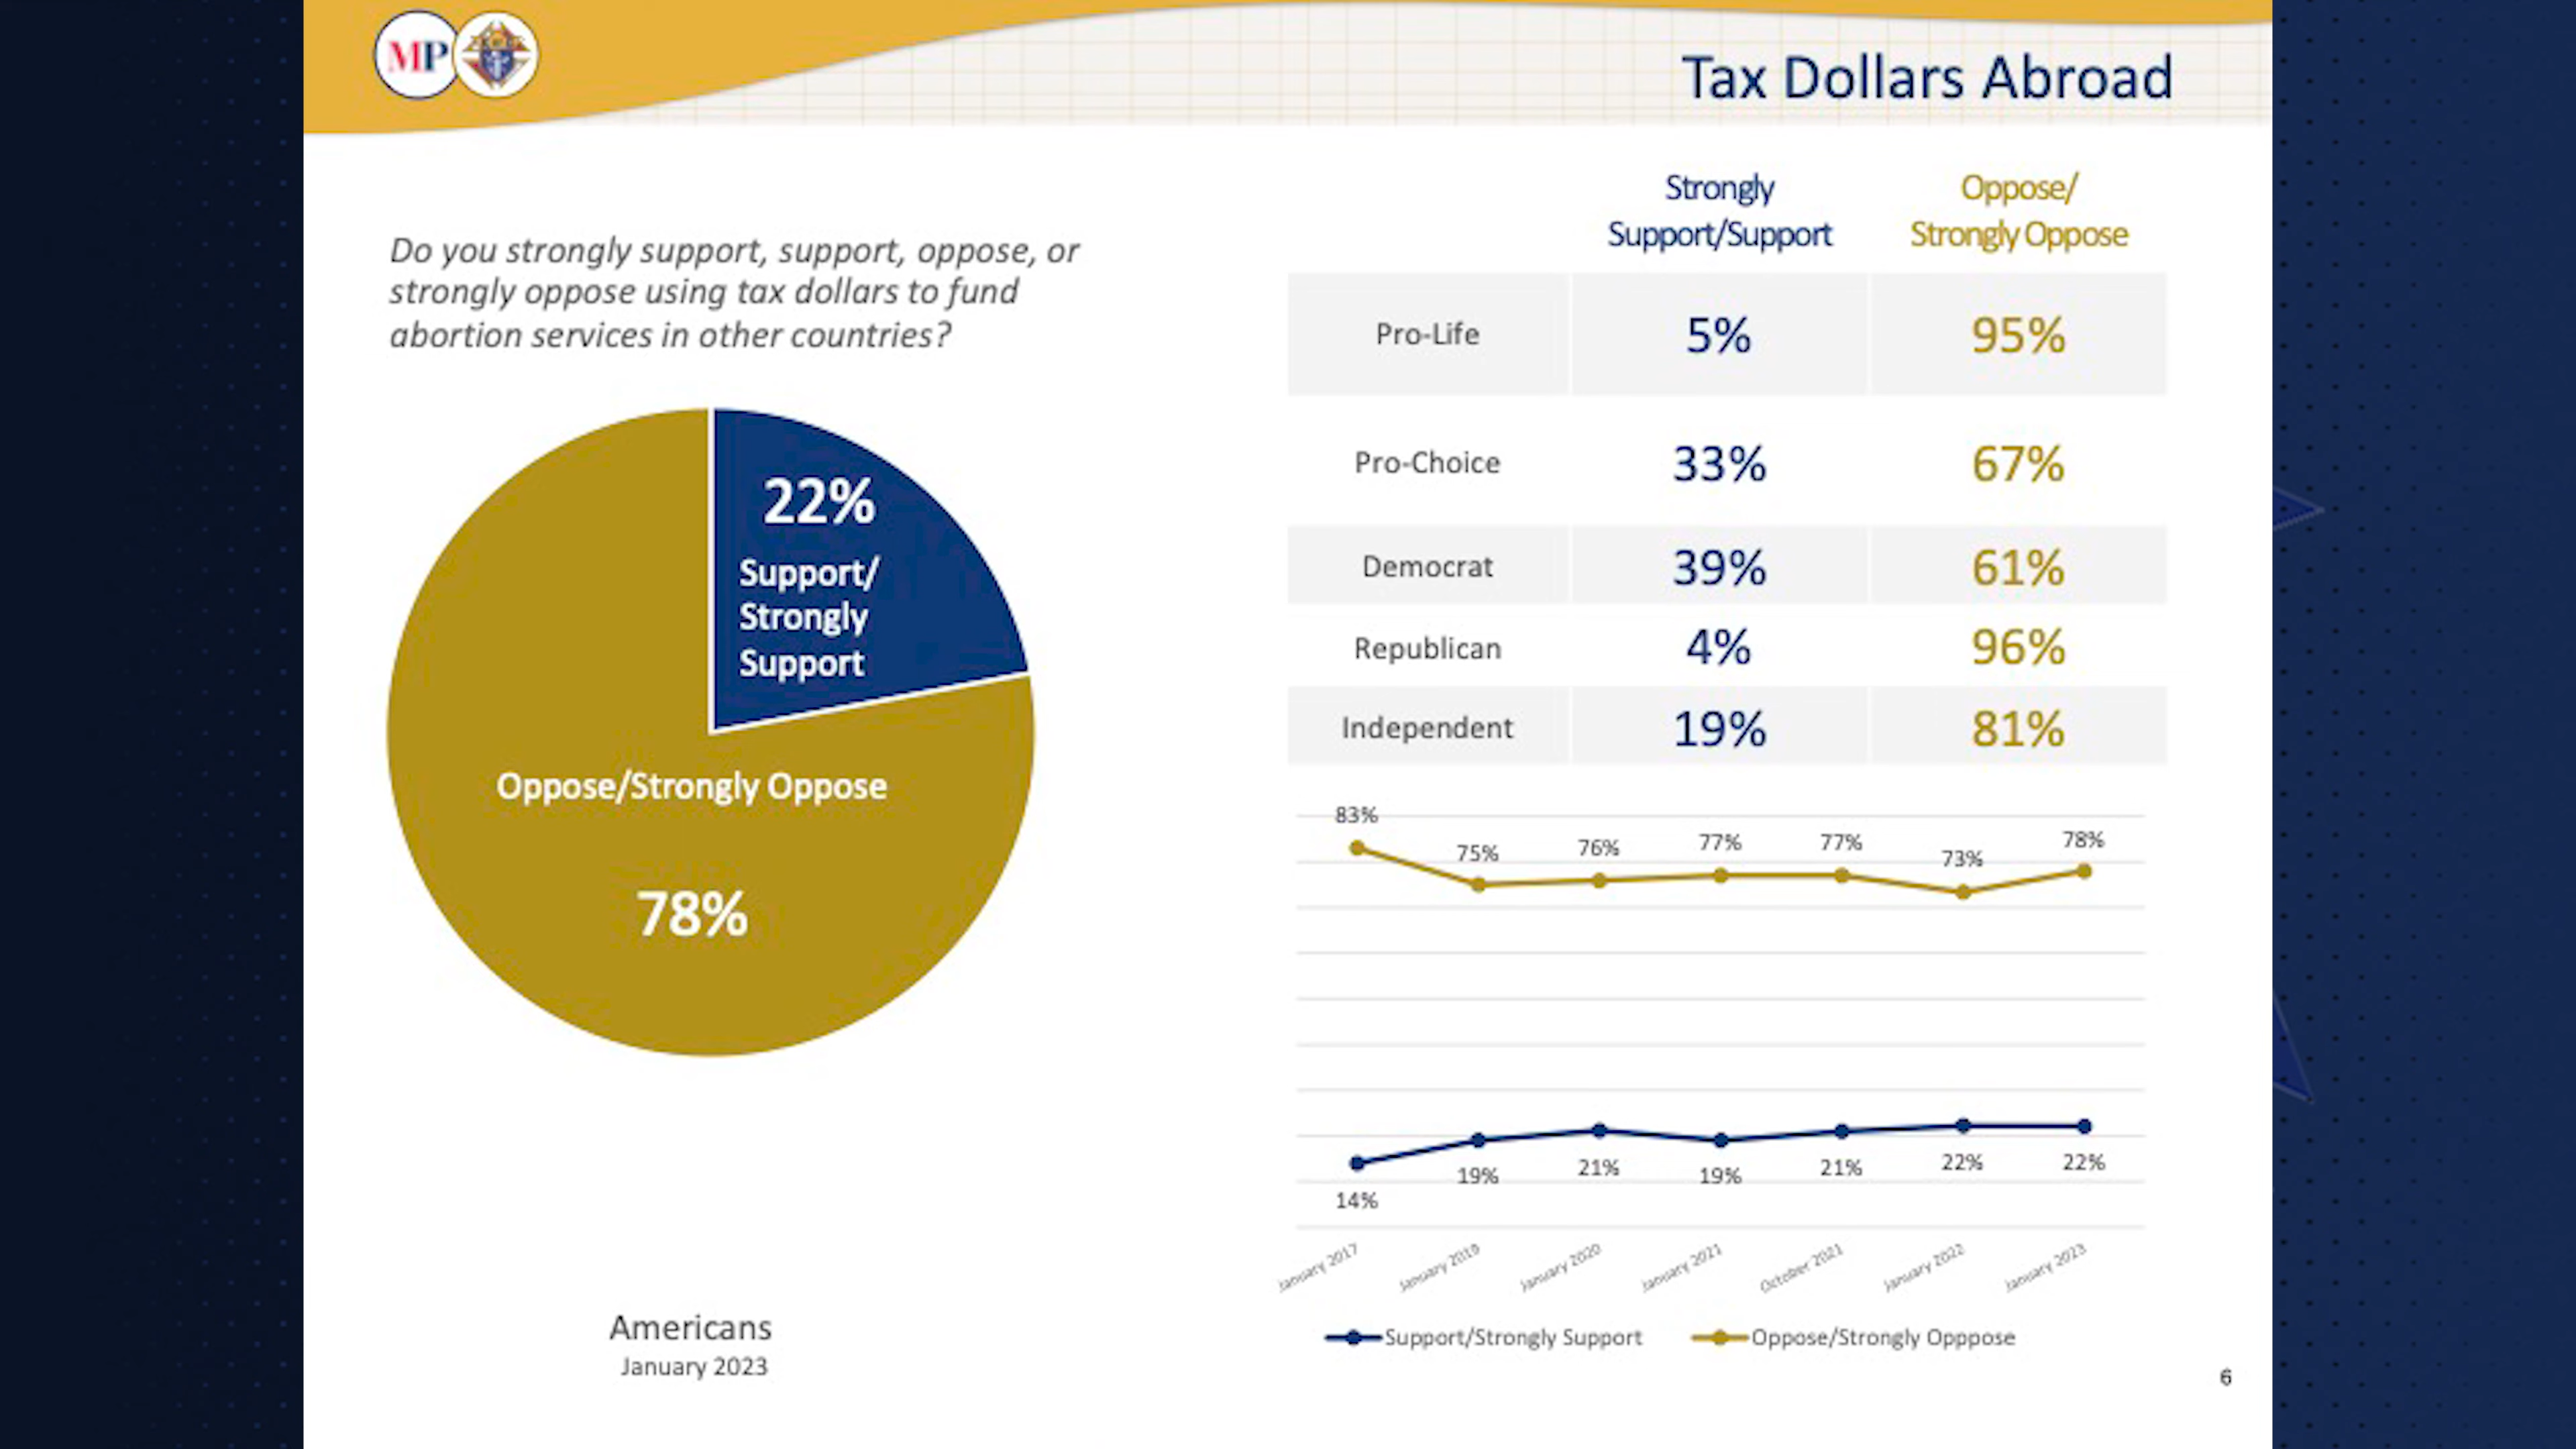 MP
Tax Dollars Abroad
Do you strongly support, support, oppose, or
strongly oppose using tax dollars to fund
abortion services in other countries?
22%
Support/
Strongly
Support
Oppose/Strongly Oppose
78%
Americans
January 2023
Strongly
Support/Support
Oppose/
Strongly Oppose
Pro-Life 5% 95%
Pro-Choice 33% 67%
Democrat 39% 61%
Republican 4% 96%
Independent 19% 81%
83% 75% 76% 77% 77% 73% 78%
14% 19% 21% 19% 21% 22% 22%
January 2017 January 2019 January 2020 January 2021 October 2021 January 2022 January 2023
Support/Strongly Support Oppose/Strongly Opppose
6